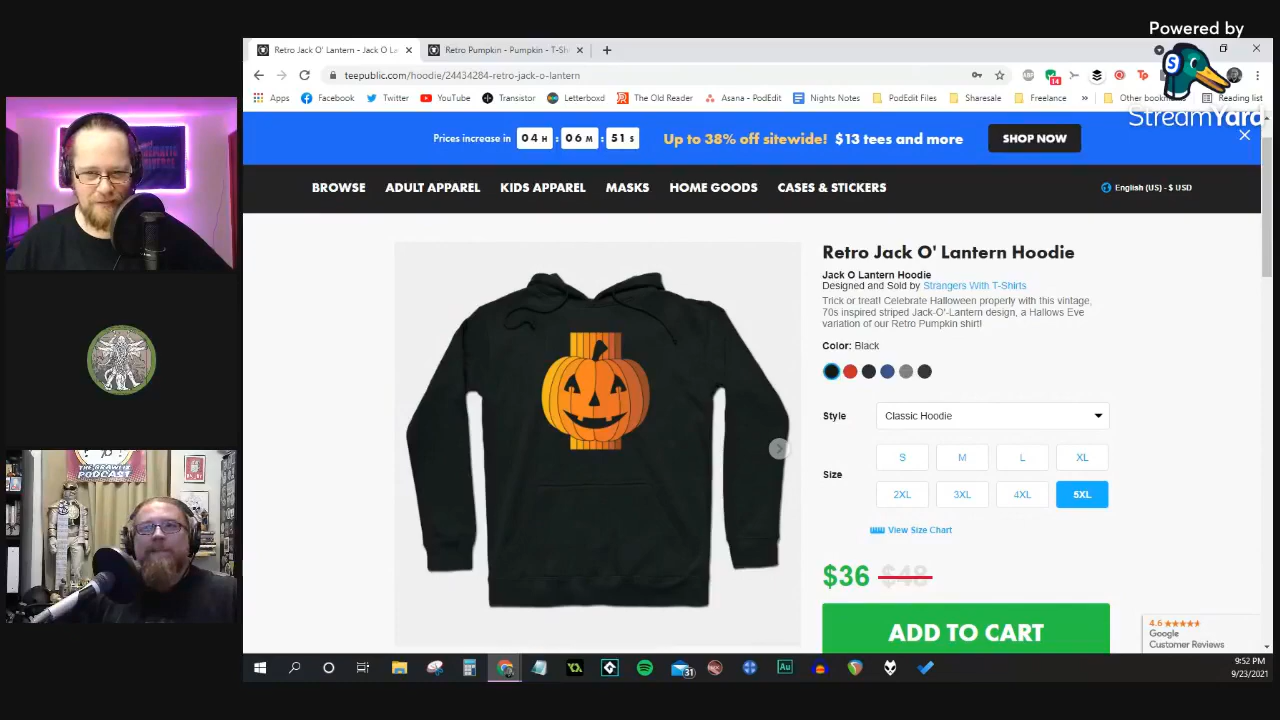 Powered by
StreamYard
Retro Jack O' Lantern - Jack O La
Retro Pumpkin - Pumpkin - T-Sh
teepublic.com/hoodie/24434284-retro-jack-o-lantern
14
Apps
Facebook
Twitter
YouTube
Transistor
Letterboxd
The Old Reader
Asana - PodEdit
Nights Notes
PodEdit Files
Sharesale
Freelance
»
Other bookmarks
Reading list
Prices increase in 04 H : 06 M : 51 S
Up to 38% off sitewide! $13 tees and more
SHOP NOW
BROWSE
ADULT APPAREL
KIDS APPAREL
MASKS
HOME GOODS
CASES & STICKERS
English (US) - $ USD
Retro Jack O' Lantern Hoodie
Jack O Lantern Hoodie
Designed and Sold by Strangers With T-Shirts
Trick or treat! Celebrate Halloween properly with this vintage,
70s inspired striped Jack-O'-Lantern design, a Hallows Eve
variation of our Retro Pumpkin shirt!
Color: Black
Style
Classic Hoodie
Size
S
M
L
XL
2XL
3XL
4XL
5XL
View Size Chart
$36 $48
ADD TO CART
4.6
Google
Customer Reviews
THE GRAWLIX
PODCAST
31
Au
9:52 PM
9/23/2021